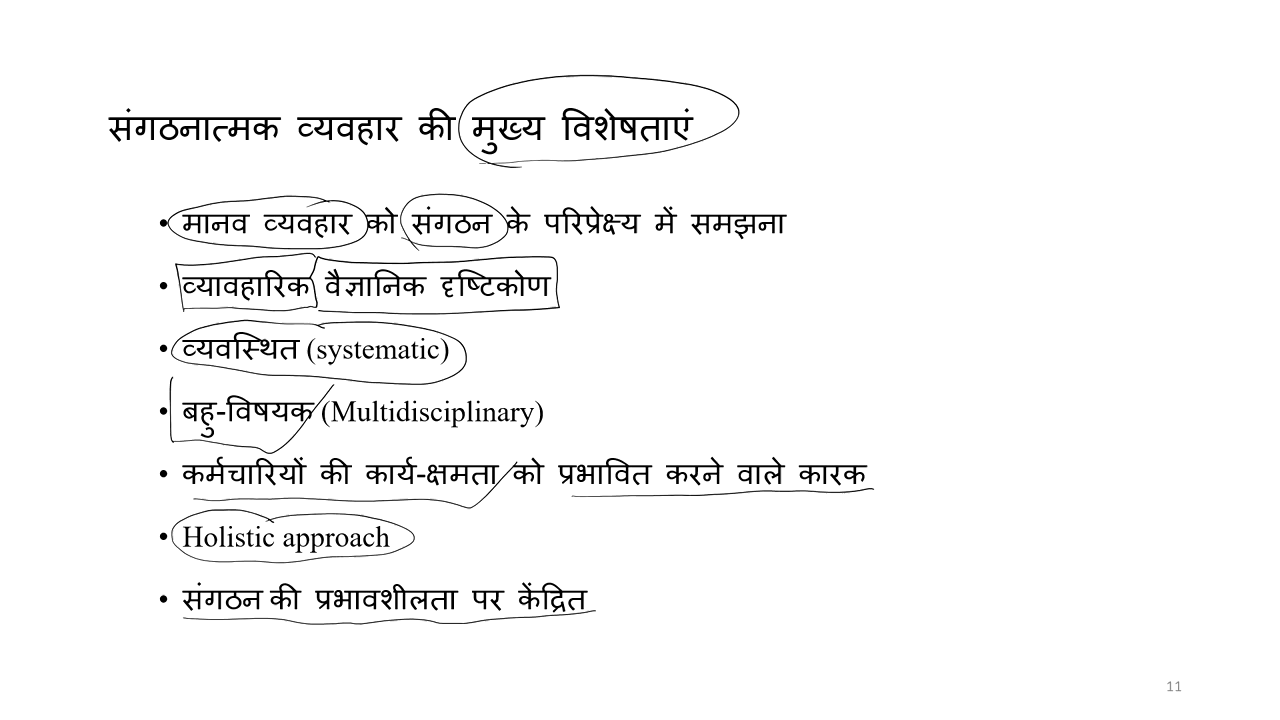 संगठनात्मक व्यवहार की मुख्य विशेषताएं
• मानव व्यवहार को संगठन के परिप्रेक्ष्य में समझना
• व्यावहारिक वैज्ञानिक दृष्टिकोण
• व्यवस्थित (systematic)
• बहु-विषयक (Multidisciplinary)
• कर्मचारियों की कार्य-क्षमता को प्रभावित करने वाले कारक
• Holistic approach
• संगठन की प्रभावशीलता पर केंद्रित
11